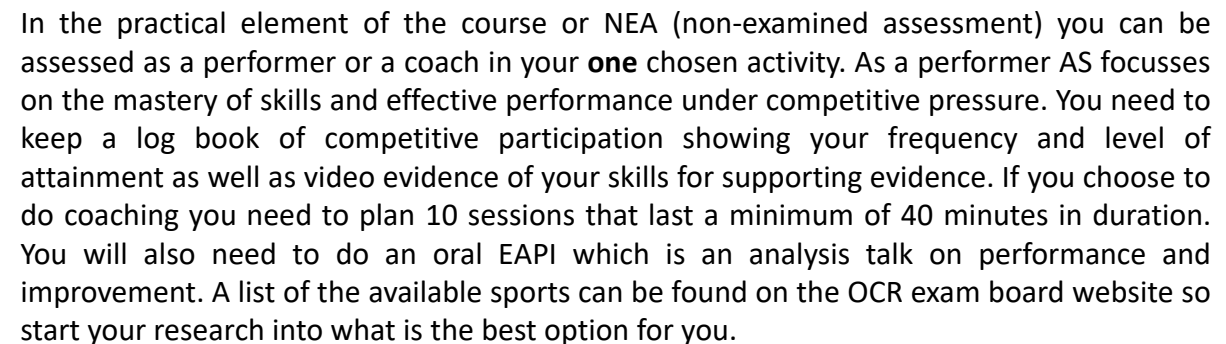 In the practical element of the course or NEA (non-examined assessment) you can be
assessed as a performer or a coach in your one chosen activity. As a performer AS focusses
on the mastery of skills and effective performance under competitive pressure. You need to
keep a log book of competitive participation showing your frequency and level of
attainment as well as video evidence of your skills for supporting evidence. If you choose to
do coaching you need to plan 10 sessions that last a minimum of 40 minutes in duration.
You will also need to do an oral EAPI which is an analysis talk on performance and
improvement. A list of the available sports can be found on the OCR exam board website so
start your research into what is the best option for you.